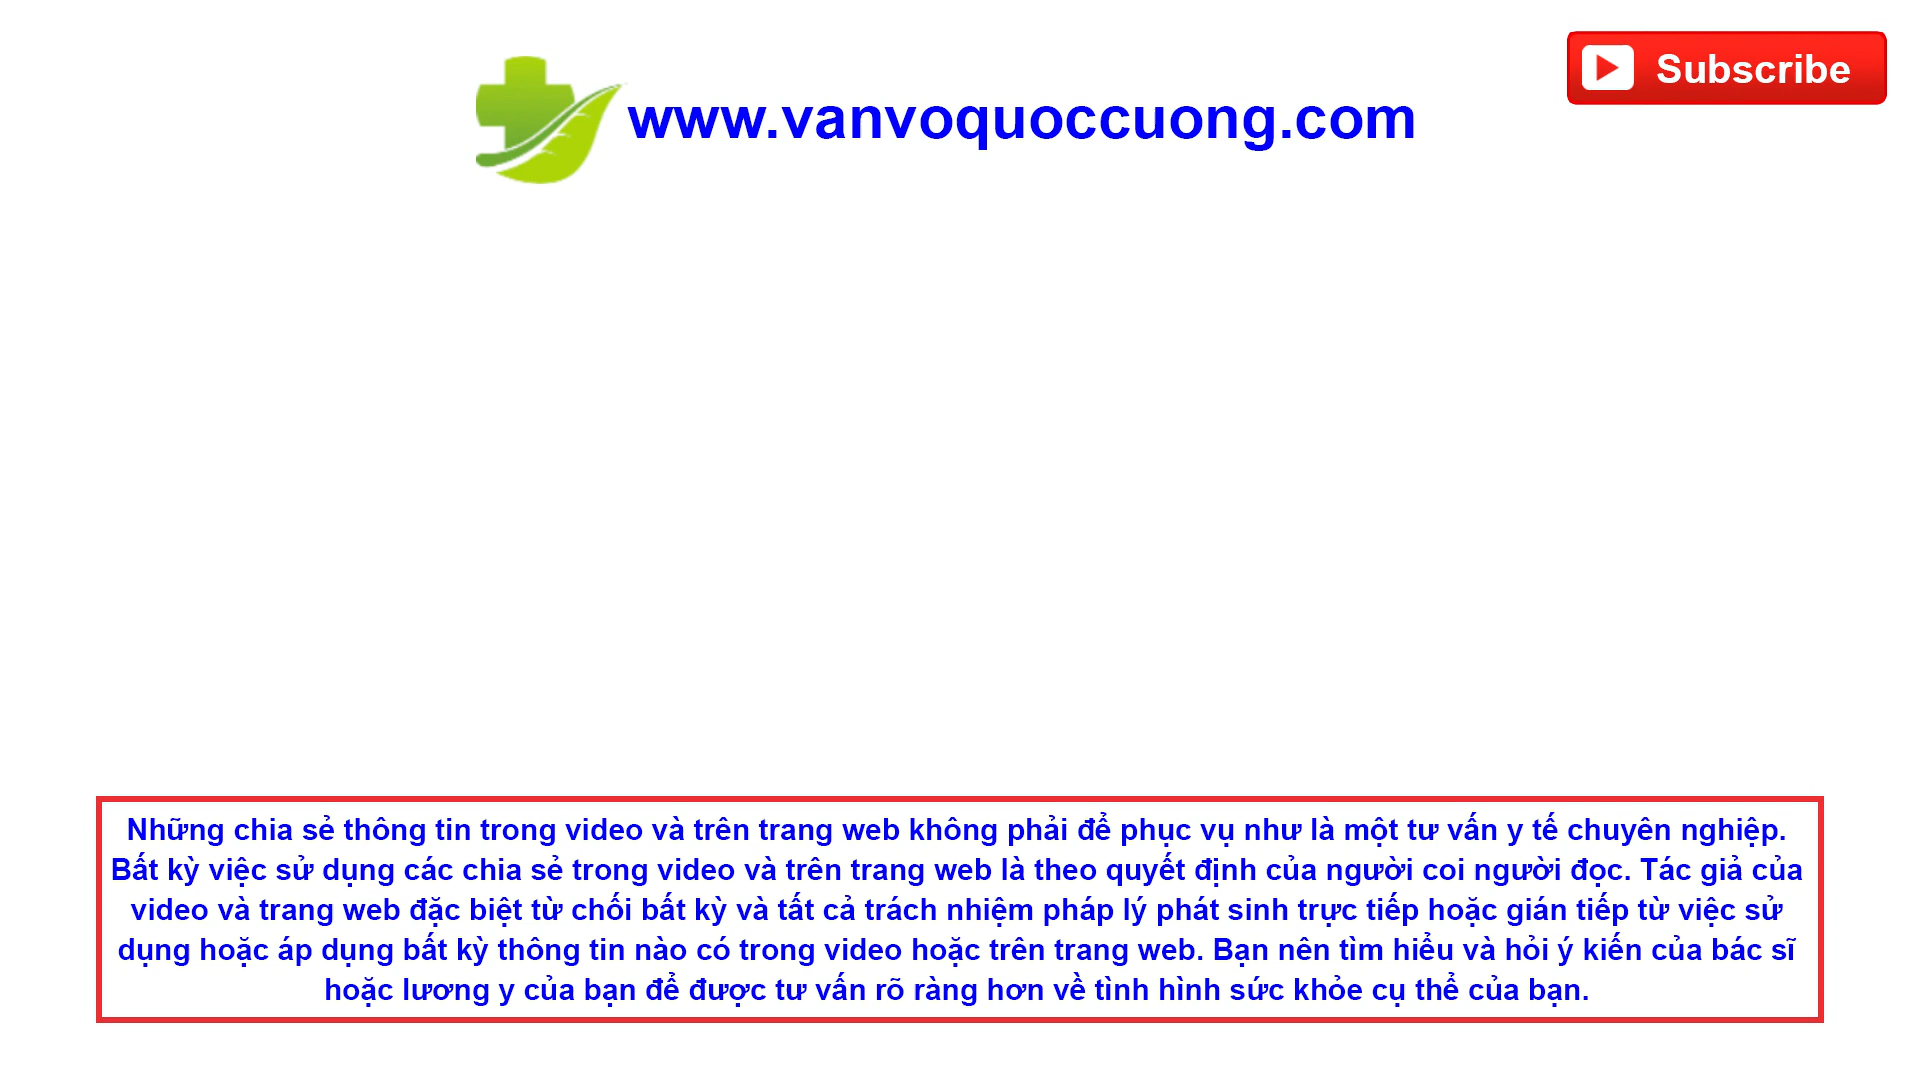 www.vanvoquoccuong.com
Subscribe
Những chia sẻ thông tin trong video và trên trang web không phải để phục vụ như là một tư vấn y tế chuyên nghiệp.
Bất kỳ việc sử dụng các chia sẻ trong video và trên trang web là theo quyết định của người coi người đọc. Tác giả của
video và trang web đặc biệt từ chối bất kỳ và tất cả trách nhiệm pháp lý phát sinh trực tiếp hoặc gián tiếp từ việc sử
dụng hoặc áp dụng bất kỳ thông tin nào có trong video hoặc trên trang web. Bạn nên tìm hiểu và hỏi ý kiến của bác sĩ
hoặc lương y của bạn để được tư vấn rõ ràng hơn về tình hình sức khỏe cụ thể của bạn.